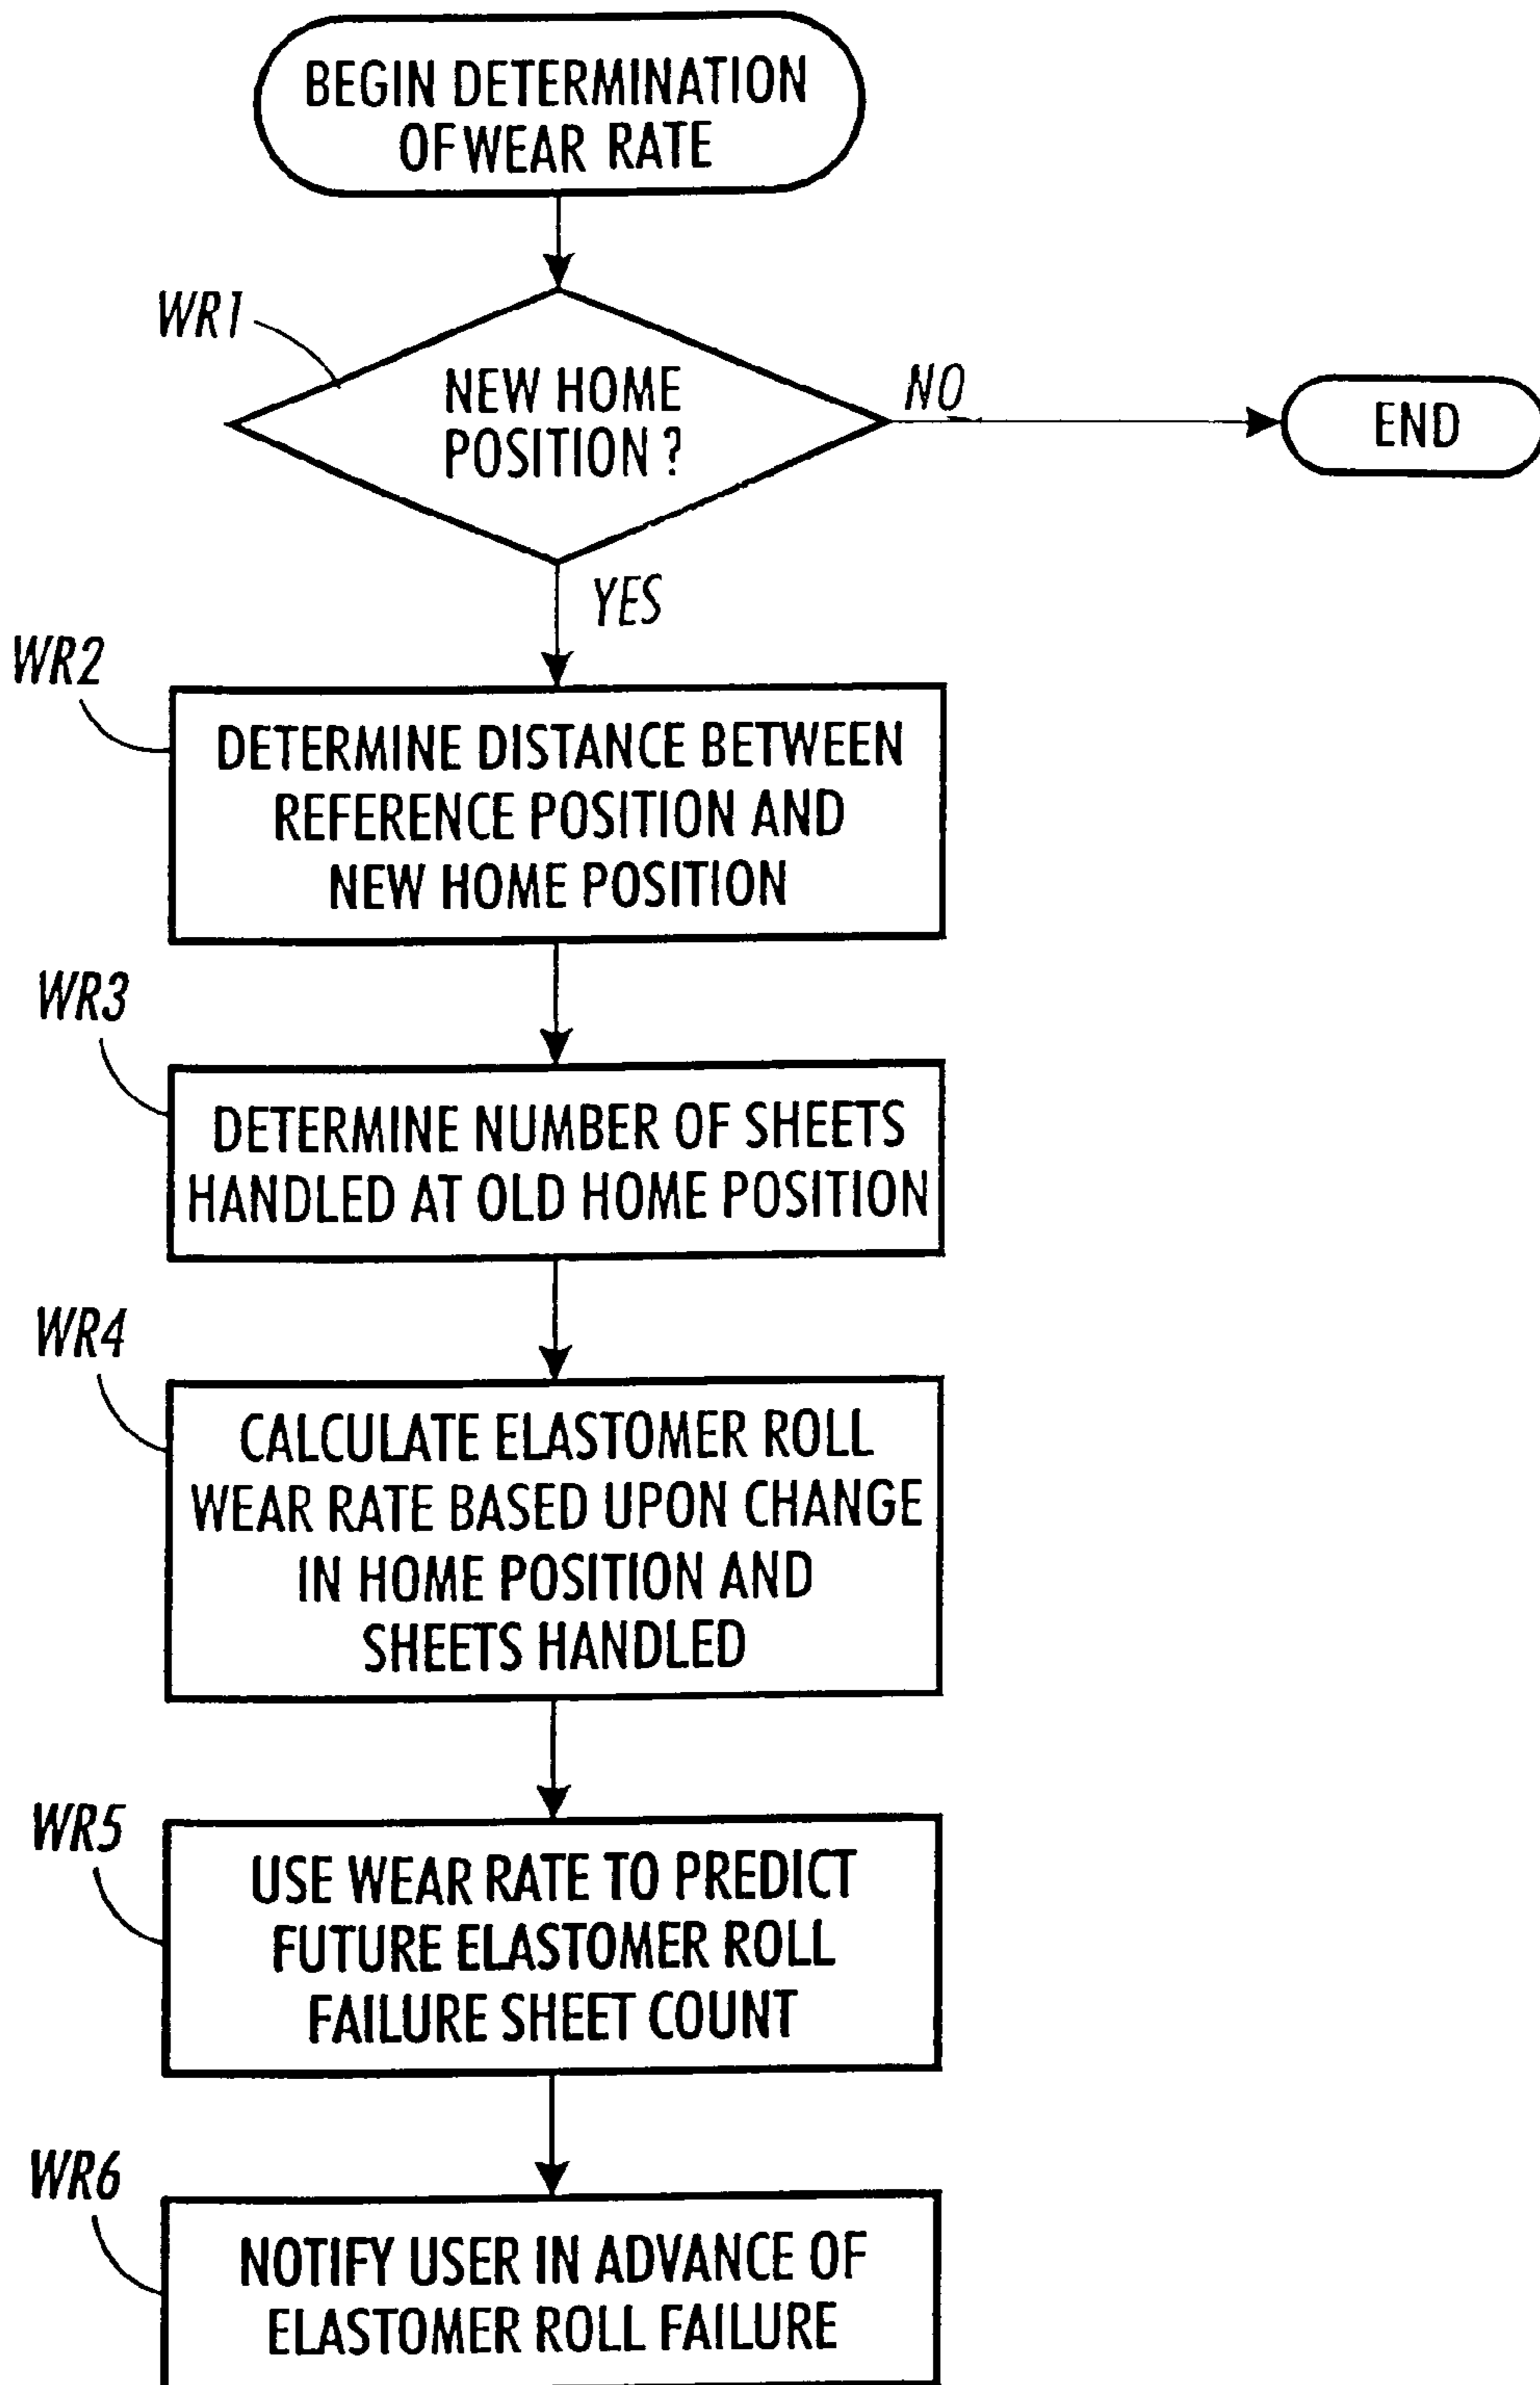 BEGIN DETERMINATION
OF WEAR RATE
WR1
NEW HOME
POSITION?
NO
END
YES
WR2
DETERMINE DISTANCE BETWEEN
REFERENCE POSITION AND
NEW HOME POSITION
WR3
DETERMINE NUMBER OF SHEETS
HANDLED AT OLD HOME POSITION
WR4
CALCULATE ELASTOMER ROLL
WEAR RATE BASED UPON CHANGE
IN HOME POSITION AND
SHEETS HANDLED
WR5
USE WEAR RATE TO PREDICT
FUTURE ELASTOMER ROLL
FAILURE SHEET COUNT
WR6
NOTIFY USER IN ADVANCE OF
ELASTOMER ROLL FAILURE